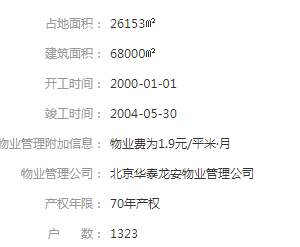 占地面积： 26153㎡
建筑面积： 68000㎡
开工时间： 2000-01-01
竣工时间： 2004-05-30
物业管理附加信息： 物业费为1.9元/平米·月
物业管理公司： 北京华泰龙安物业管理公司
产权年限： 70年产权
户　　数： 1323